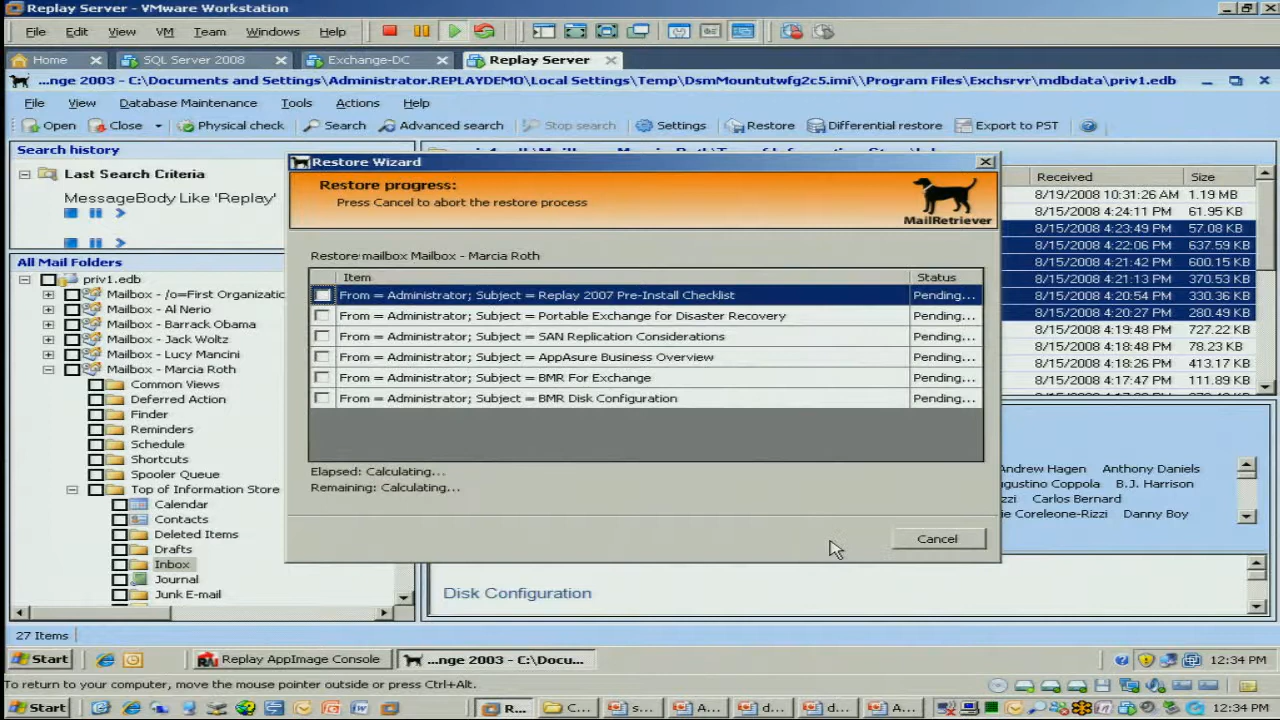 Replay Server - VMware Workstation
File Edit View VM Team Windows Help
Home SQL Server 2008 Exchange-DC Replay Server
...nge 2003 - C:\Documents and Settings\Administrator.REPLAYDEMO\Local Settings\Temp\DsmMountutwfg2c5.imi\\Program Files\Exchsrvr\mdbdata\priv1.edb
File View Database Maintenance Tools Actions Help
Open Close Physical check Search Advanced search Stop search Settings Restore Differential restore Export to PST
Search history
Last Search Criteria
MessageBody Like 'Replay'
All Mail Folders
priv1.edb
Mailbox - /o=First Organizatio
Mailbox - Al Nerio
Mailbox - Barrack Obama
Mailbox - Jack Woltz
Mailbox - Lucy Mancini
Mailbox - Marcia Roth
Common Views
Deferred Action
Finder
Reminders
Schedule
Shortcuts
Spooler Queue
Top of Information Store
Calendar
Contacts
Deleted Items
Drafts
Inbox
Journal
Junk E-mail
Restore Wizard
Restore progress:
Press Cancel to abort the restore process
MailRetriever
Restore mailbox Mailbox - Marcia Roth
Item Status
From = Administrator; Subject = Replay 2007 Pre-Install Checklist Pending...
From = Administrator; Subject = Portable Exchange for Disaster Recovery Pending...
From = Administrator; Subject = SAN Replication Considerations Pending...
From = Administrator; Subject = AppAsure Business Overview Pending...
From = Administrator; Subject = BMR For Exchange Pending...
From = Administrator; Subject = BMR Disk Configuration Pending...
Elapsed: Calculating...
Remaining: Calculating...
Cancel
Received Size
8/19/2008 10:31:26 AM 1.19 MB
8/15/2008 4:24:11 PM 61.95 KB
8/15/2008 4:23:49 PM 57.08 KB
8/15/2008 4:22:06 PM 637.59 KB
8/15/2008 4:21:42 PM 600.15 KB
8/15/2008 4:21:13 PM 370.53 KB
8/15/2008 4:20:54 PM 330.36 KB
8/15/2008 4:20:27 PM 280.49 KB
8/15/2008 4:19:48 PM 727.22 KB
8/15/2008 4:18:48 PM 78.23 KB
8/15/2008 4:18:26 PM 413.17 KB
8/15/2008 4:17:47 PM 111.89 KB
Andrew Hagen Anthony Daniels
ugustino Coppola B.J. Harrison
zzi Carlos Bernard
ie Coreleone-Rizzi Danny Boy
Disk Configuration
27 Items
Start Replay AppImage Console ...nge 2003 - C:\Docu... 12:34 PM
To return to your computer, move the mouse pointer outside or press Ctrl+Alt.
Start R... C... s... A... d... d... A... 12:34 PM